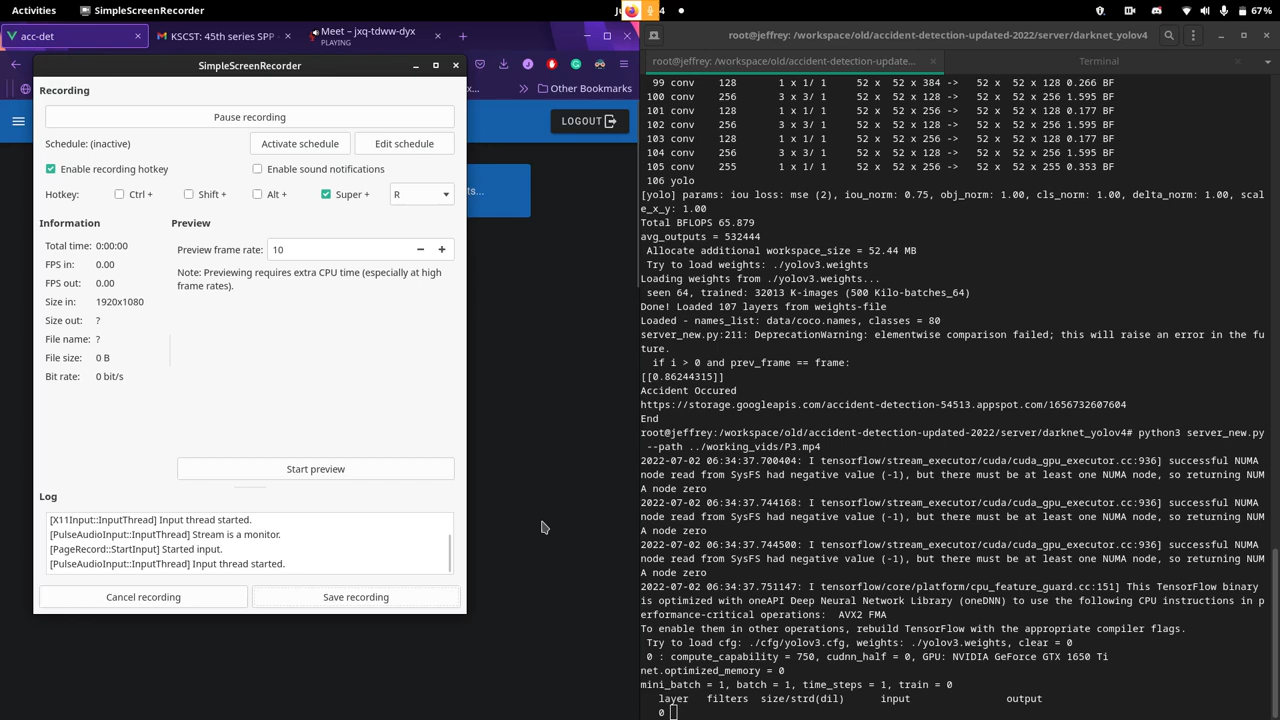 Activities
SimpleScreenRecorder
67%
acc-det
KSCST: 45th series SPP -
Meet – jxq-tdww-dyx
PLAYING
SimpleScreenRecorder
Other Bookmarks
LOGOUT
Recording
Pause recording
Schedule: (inactive)
Activate schedule
Edit schedule
Enable recording hotkey
Enable sound notifications
Hotkey:
Ctrl +
Shift +
Alt +
Super +
R
Information
Total time: 0:00:00
FPS in: 0.00
FPS out: 0.00
Size in: 1920x1080
Size out: ?
File name: ?
File size: 0 B
Bit rate: 0 bit/s
Preview
Preview frame rate: 10
Note: Previewing requires extra CPU time (especially at high
frame rates).
Start preview
Log
[X11Input::InputThread] Input thread started.
[PulseAudioInput::InputThread] Stream is a monitor.
[PageRecord::StartInput] Started input.
[PulseAudioInput::InputThread] Input thread started.
Cancel recording
Save recording
root@jeffrey:/workspace/old/accident-detection-updated-2022/server/darknet_yolov4
root@jeffrey: /workspace/old/accident-detection-update...
Terminal
99 conv 128 1 x 1/ 1 52 x 52 x 384 -> 52 x 52 x 128 0.266 BF
100 conv 256 3 x 3/ 1 52 x 52 x 128 -> 52 x 52 x 256 1.595 BF
101 conv 128 1 x 1/ 1 52 x 52 x 256 -> 52 x 52 x 128 0.177 BF
102 conv 256 3 x 3/ 1 52 x 52 x 128 -> 52 x 52 x 256 1.595 BF
103 conv 128 1 x 1/ 1 52 x 52 x 256 -> 52 x 52 x 128 0.177 BF
104 conv 256 3 x 3/ 1 52 x 52 x 128 -> 52 x 52 x 256 1.595 BF
105 conv 255 1 x 1/ 1 52 x 52 x 256 -> 52 x 52 x 255 0.353 BF
106 yolo
[yolo] params: iou loss: mse (2), iou_norm: 0.75, obj_norm: 1.00, cls_norm: 1.00, delta_norm: 1.00, scal
e_x_y: 1.00
Total BFLOPS 65.879
avg_outputs = 532444
Allocate additional workspace_size = 52.44 MB
Try to load weights: ./yolov3.weights
Loading weights from ./yolov3.weights...
seen 64, trained: 32013 K-images (500 Kilo-batches_64)
Done! Loaded 107 layers from weights-file
Loaded - names_list: data/coco.names, classes = 80
server_new.py:211: DeprecationWarning: elementwise comparison failed; this will raise an error in the fu
ture.
if i > 0 and prev_frame == frame:
[[0.86244315]]
Accident Occured
https://storage.googleapis.com/accident-detection-54513.appspot.com/1656732607604
End
root@jeffrey:/workspace/old/accident-detection-updated-2022/server/darknet_yolov4# python3 server_new.py
--path ../working_vids/P3.mp4
2022-07-02 06:34:37.700404: I tensorflow/stream_executor/cuda/cuda_gpu_executor.cc:936] successful NUMA
node read from SysFS had negative value (-1), but there must be at least one NUMA node, so returning NUM
A node zero
2022-07-02 06:34:37.744168: I tensorflow/stream_executor/cuda/cuda_gpu_executor.cc:936] successful NUMA
node read from SysFS had negative value (-1), but there must be at least one NUMA node, so returning NUM
A node zero
2022-07-02 06:34:37.744500: I tensorflow/stream_executor/cuda/cuda_gpu_executor.cc:936] successful NUMA
node read from SysFS had negative value (-1), but there must be at least one NUMA node, so returning NUM
A node zero
2022-07-02 06:34:37.751147: I tensorflow/core/platform/cpu_feature_guard.cc:151] This TensorFlow binary
is optimized with oneAPI Deep Neural Network Library (oneDNN) to use the following CPU instructions in p
erformance-critical operations:  AVX2 FMA
To enable them in other operations, rebuild TensorFlow with the appropriate compiler flags.
Try to load cfg: ./cfg/yolov3.cfg, weights: ./yolov3.weights, clear = 0
0 : compute_capability = 750, cudnn_half = 0, GPU: NVIDIA GeForce GTX 1650 Ti
net.optimized_memory = 0
mini_batch = 1, batch = 1, time_steps = 1, train = 0
layer filters size/strd(dil) input output
0